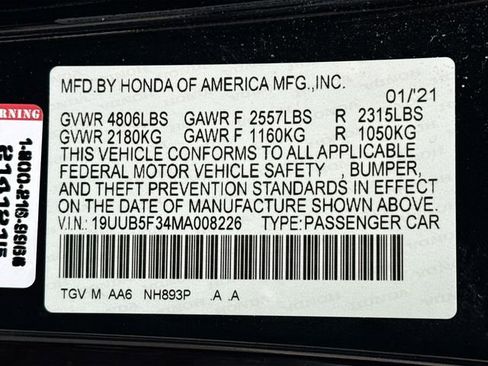 MFD.BY HONDA OF AMERICA MFG.,INC.
01/'21
GVWR 4806LBS GAWR F 2557LBS R 2315LBS
GVWR 2180KG GAWR F 1160KG R 1050KG
THIS VEHICLE CONFORMS TO ALL APPLICABLE
FEDERAL MOTOR VEHICLE SAFETY , BUMPER,
AND THEFT PREVENTION STANDARDS IN EFFECT
ON THE DATE OF MANUFACTURE SHOWN ABOVE.
V.I.N.: 19UUB5F34MA008226 TYPE:PASSENGER CAR
TGV M AA6 NH893P .A .A
RNING